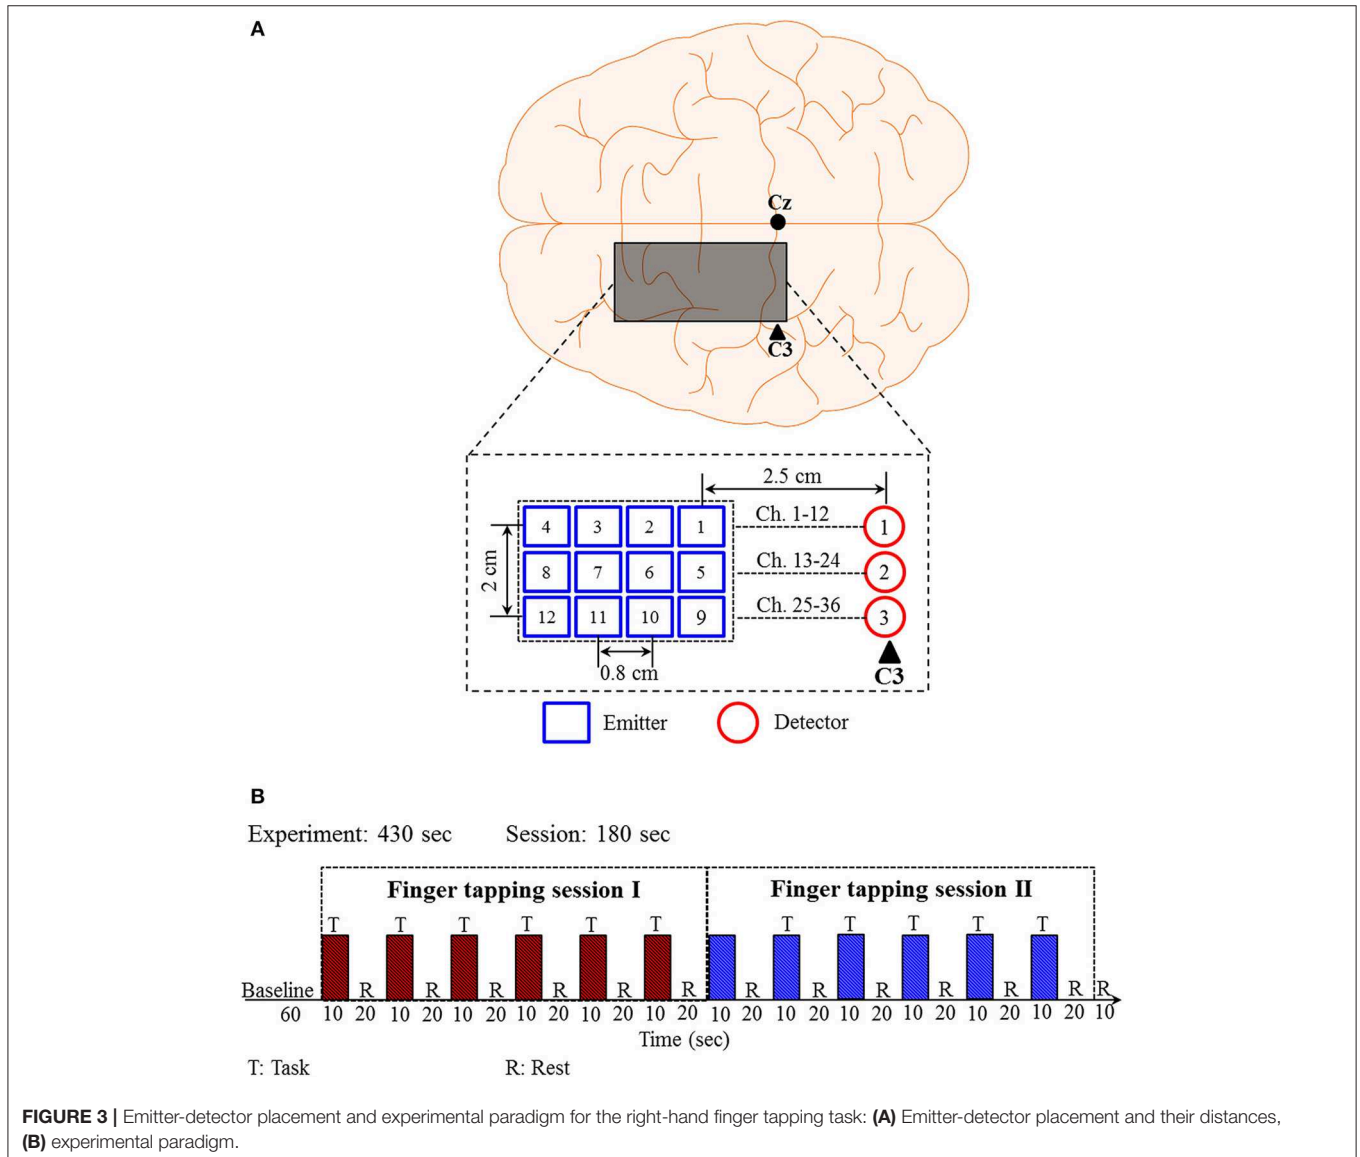 A
Cz
C3
2.5 cm
4 3 2 1 Ch. 1-12 1
2 cm
8 7 6 5 Ch. 13-24 2
12 11 10 9 Ch. 25-36 3
0.8 cm
C3
Emitter Detector
B
Experiment: 430 sec Session: 180 sec
Finger tapping session I Finger tapping session II
T T T T T T T T T T T
Baseline R R R R R R R R R R R R R
60 10 20 10 20 10 20 10 20 10 20 10 20 10 20 10 20 10 20 10 20 10 20 10 20 10
Time (sec)
T: Task R: Rest
FIGURE 3 | Emitter-detector placement and experimental paradigm for the right-hand finger tapping task: (A) Emitter-detector placement and their distances,
(B) experimental paradigm.